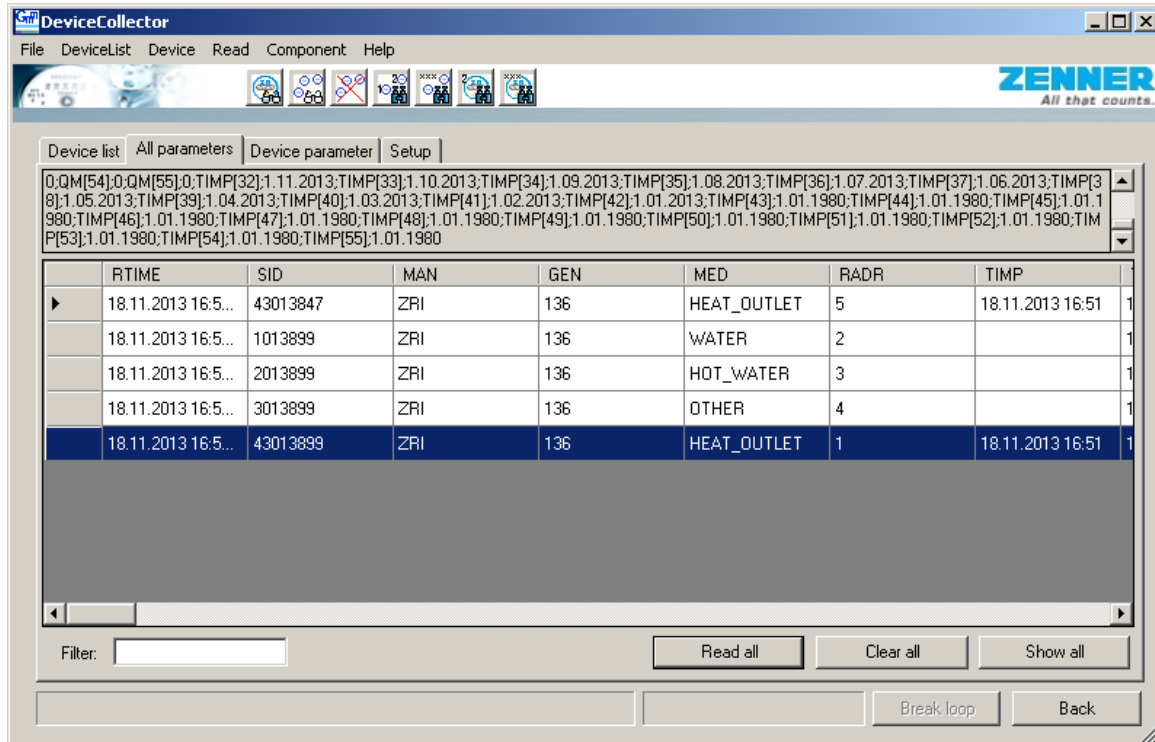 DeviceCollector
File DeviceList Device Read Component Help
ZENNER
All that counts.
Device list All parameters Device parameter Setup
0;QM[54];0;QM[55];0;TIMP[32];1.11.2013;TIMP[33];1.10.2013;TIMP[34];1.09.2013;TIMP[35];1.08.2013;TIMP[36];1.07.2013;TIMP[37];1.06.2013;TIMP[3
8];1.05.2013;TIMP[39];1.04.2013;TIMP[40];1.03.2013;TIMP[41];1.02.2013;TIMP[42];1.01.2013;TIMP[43];1.01.1980;TIMP[44];1.01.1980;TIMP[45];1.01.1
980;TIMP[46];1.01.1980;TIMP[47];1.01.1980;TIMP[48];1.01.1980;TIMP[49];1.01.1980;TIMP[50];1.01.1980;TIMP[51];1.01.1980;TIMP[52];1.01.1980;TIM
P[53];1.01.1980;TIMP[54];1.01.1980;TIMP[55];1.01.1980
RTIME SID MAN GEN MED RADR TIMP
18.11.2013 16:5... 43013847 ZRI 136 HEAT_OUTLET 5 18.11.2013 16:51 1
18.11.2013 16:5... 1013899 ZRI 136 WATER 2 1
18.11.2013 16:5... 2013899 ZRI 136 HOT_WATER 3 1
18.11.2013 16:5... 3013899 ZRI 136 OTHER 4 1
18.11.2013 16:5... 43013899 ZRI 136 HEAT_OUTLET 1 18.11.2013 16:51 1
Filter: Read all Clear all Show all
Break loop Back